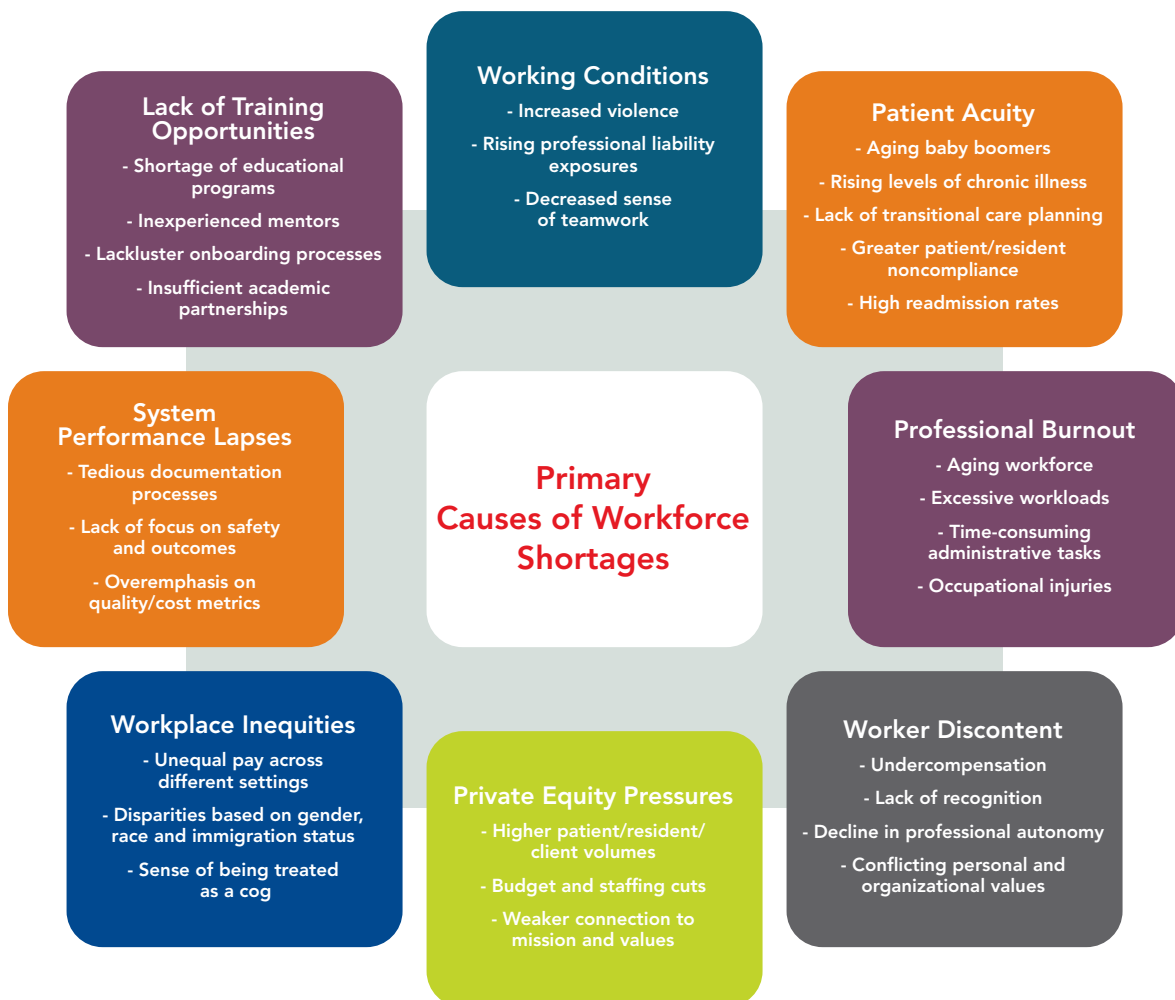 Working Conditions
- Increased violence
- Rising professional liability
exposures
- Decreased sense
of teamwork
Lack of Training
Opportunities
- Shortage of educational
programs
- Inexperienced mentors
- Lackluster onboarding processes
- Insufficient academic
partnerships
Patient Acuity
- Aging baby boomers
- Rising levels of chronic illness
- Lack of transitional care planning
- Greater patient/resident
noncompliance
- High readmission rates
System
Performance Lapses
- Tedious documentation
processes
- Lack of focus on safety
and outcomes
- Overemphasis on
quality/cost metrics
Primary
Causes of Workforce
Shortages
Professional Burnout
- Aging workforce
- Excessive workloads
- Time-consuming
administrative tasks
- Occupational injuries
Workplace Inequities
- Unequal pay across
different settings
- Disparities based on gender,
race and immigration status
- Sense of being treated
as a cog
Private Equity Pressures
- Higher patient/resident/
client volumes
- Budget and staffing cuts
- Weaker connection to
mission and values
Worker Discontent
- Undercompensation
- Lack of recognition
- Decline in professional autonomy
- Conflicting personal and
organizational values